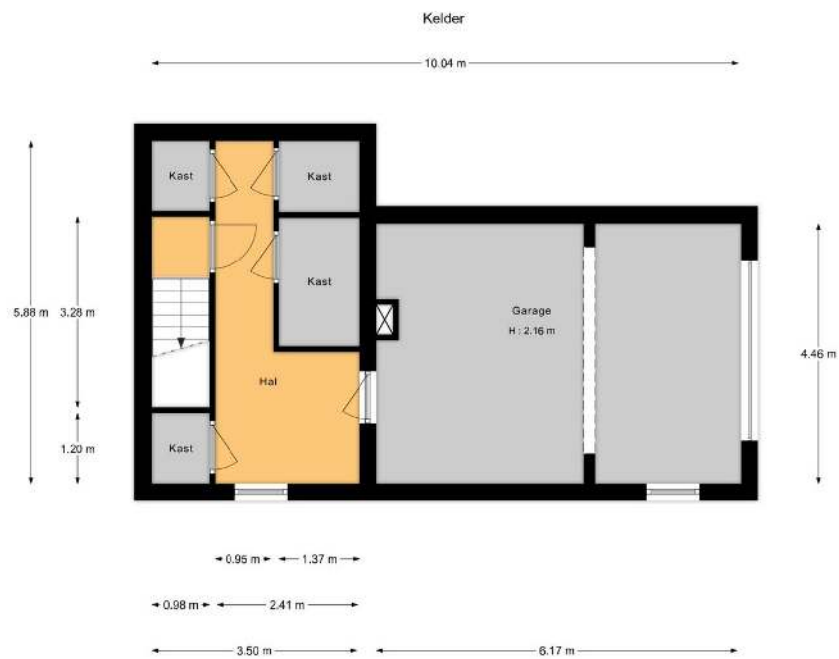 Kelder
10.04 m
Kast
Kast
Kast
5.88 m
3.28 m
Garage
H : 2.16 m
4.46 m
Hal
Kast
1.20 m
0.95 m
1.37 m
0.98 m
2.41 m
3.50 m
6.17 m